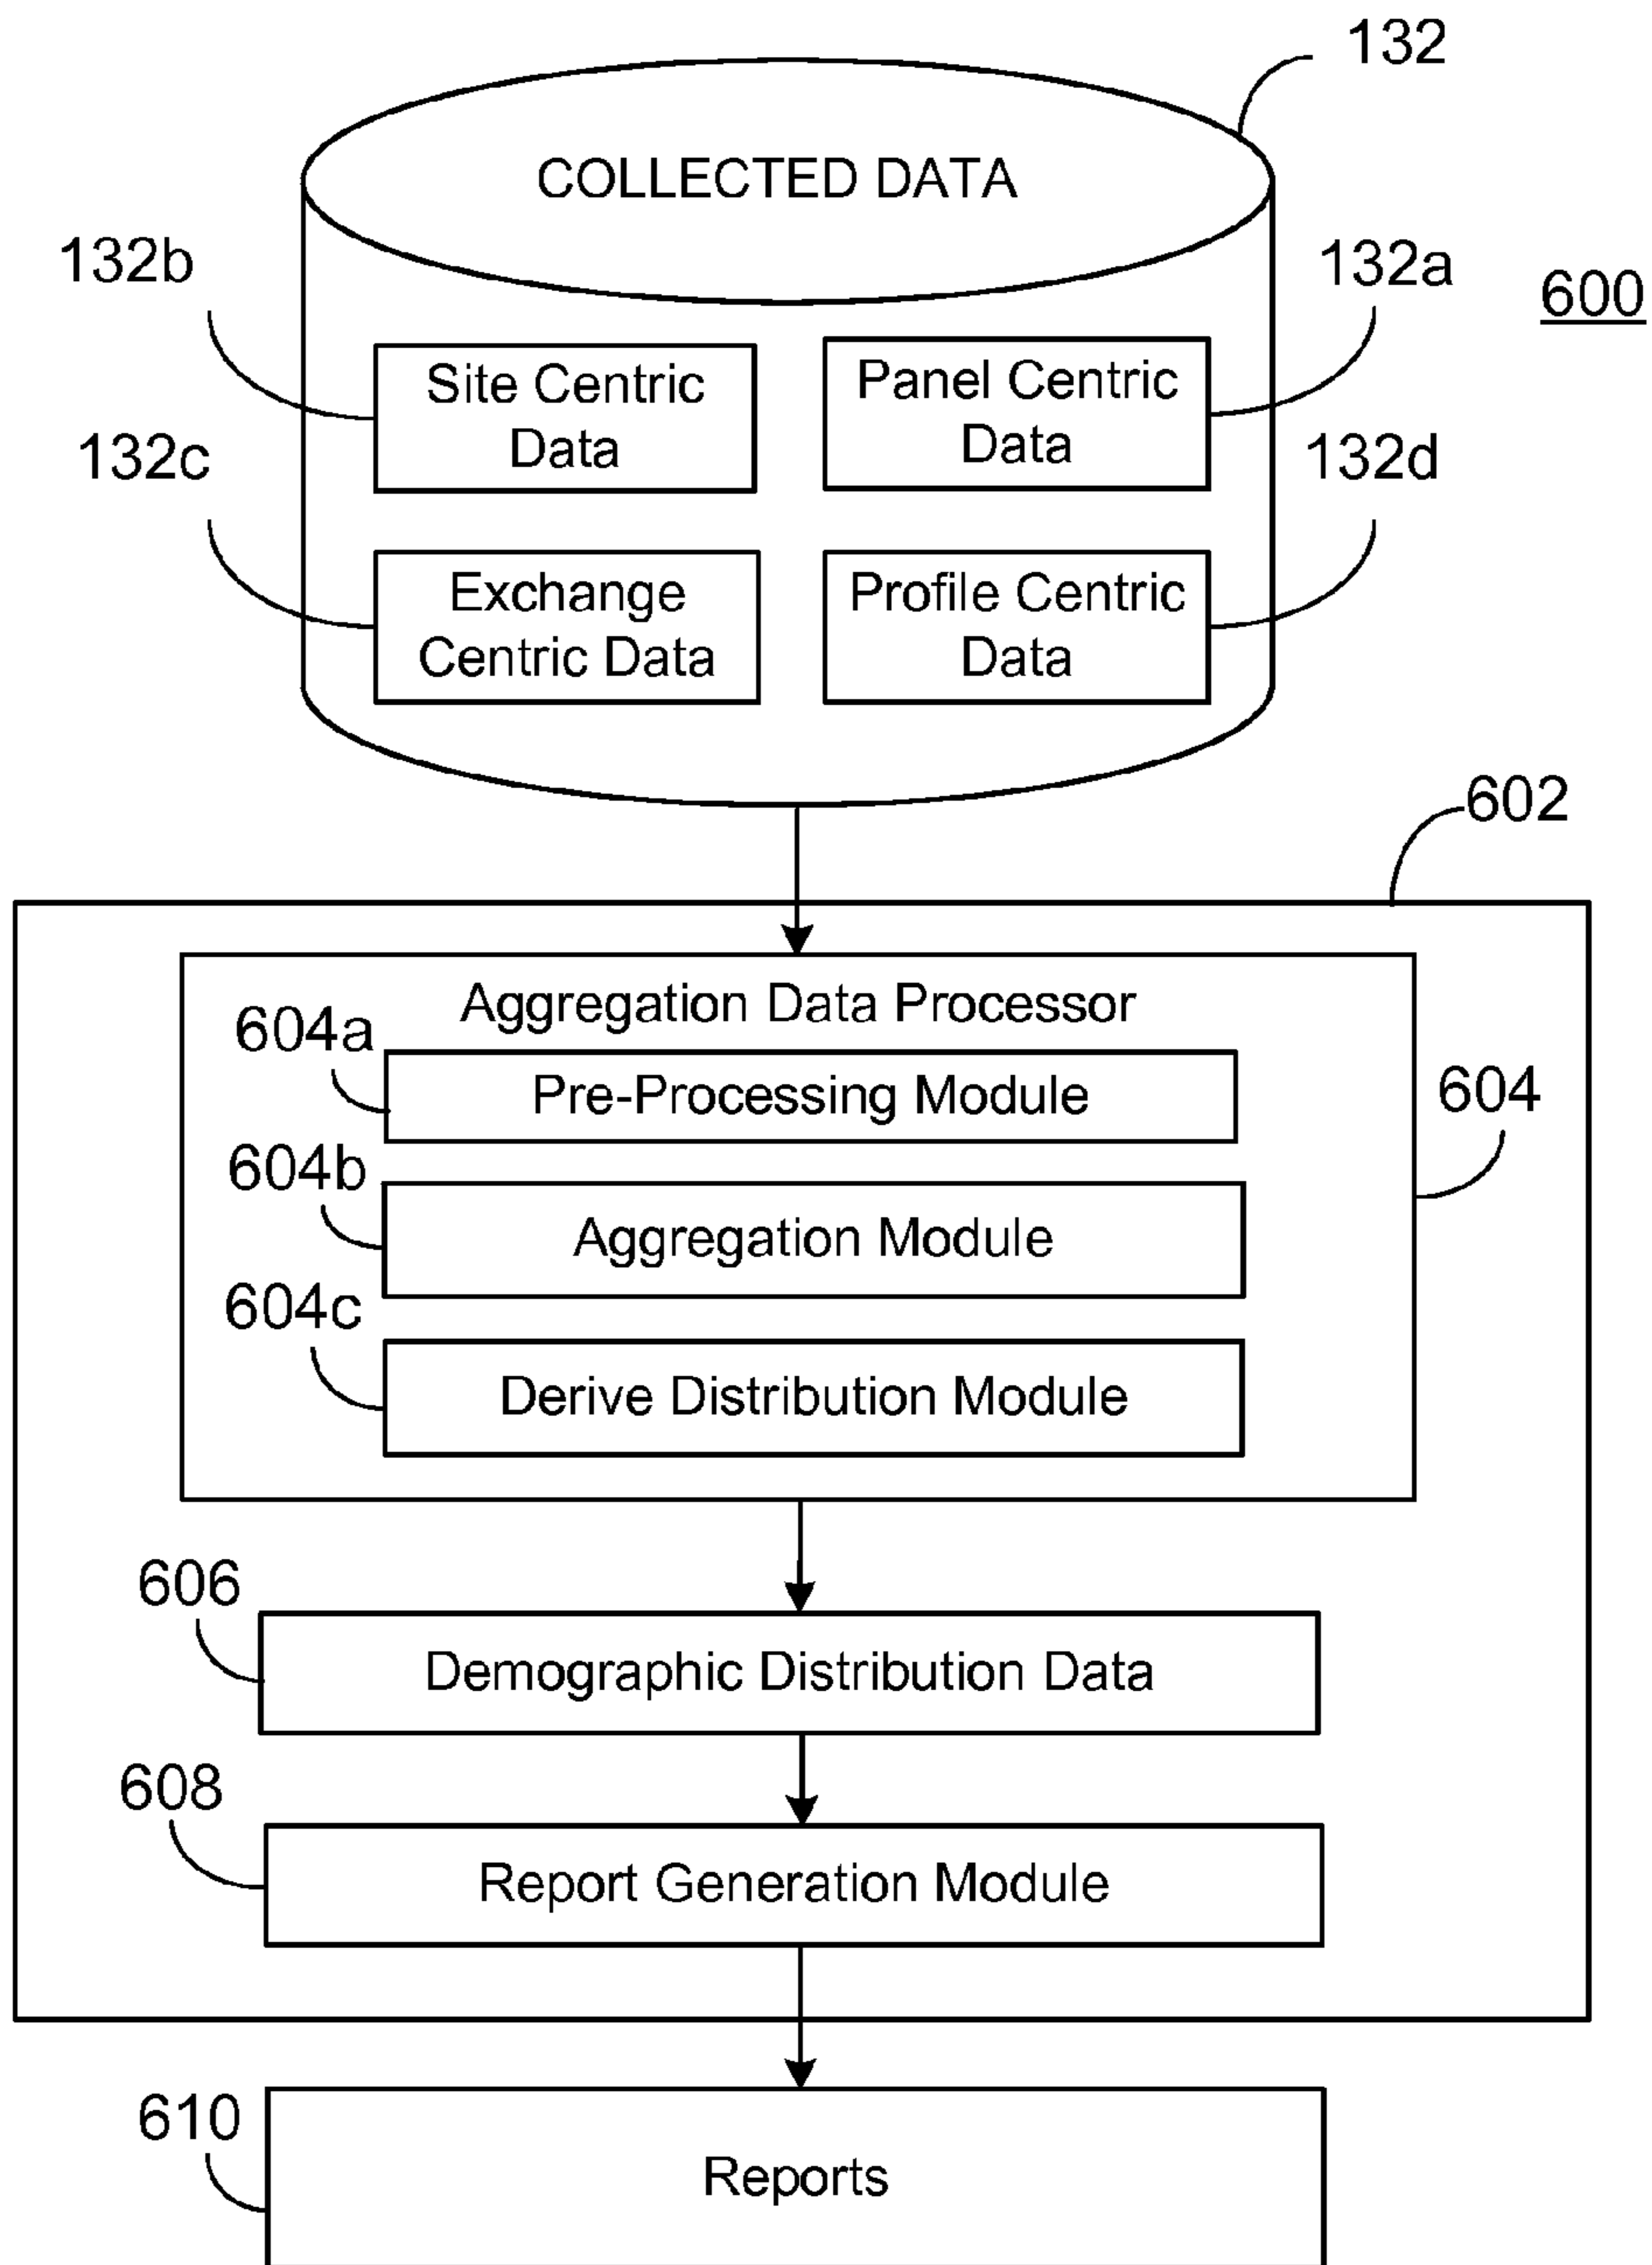 132
COLLECTED DATA
132b
132a
600
Site Centric
Data
Panel Centric
Data
132c
132d
Exchange
Centric Data
Profile Centric
Data
602
Aggregation Data Processor
604a
Pre-Processing Module
604
604b
Aggregation Module
604c
Derive Distribution Module
606
Demographic Distribution Data
608
Report Generation Module
610
Reports